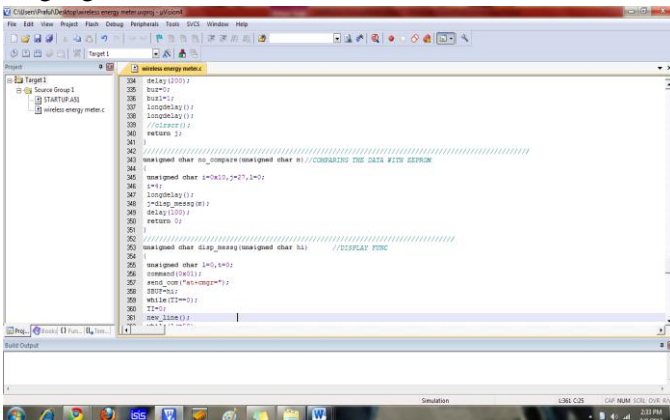 C:\Users\Praful\Desktop\wireless energy meter.uvproj - µVision4
File Edit View Project Flash Debug Peripherals Tools SVCS Window Help
Target 1
Project
wireless energy meter.c
Target 1
Source Group 1
STARTUP.A51
wireless energy meter.c
334 delay(200);
335 buz=0;
336 buz1=1;
337 longdelay();
338 longdelay();
339 //clrscr();
340 return j;
341 }
342 ////////////////////////////////////////////////////////////////////////////////
343 unsigned char no_compare(unsigned char m)//COMPARING THE DATA WITH EEPROM
344 {
345 unsigned char i=0x10,j=27,l=0;
346 i=4;
347 longdelay();
348 j=disp_messg(m);
349 delay(100);
350 return 0;
351 }
352 ////////////////////////////////////////////////////////////////
353 unsigned char disp_messg(unsigned char hi) //DISPLAY FUNC
354 {
355 unsigned char l=0,t=0;
356 command(0x01);
357 send_com("at+cmgr=");
358 SBUF=hi;
359 while(TI==0);
360 TI=0;
361 new_line();
Proj... Books {} Fun... Tem...
Build Output
Simulation L:361 C:25 CAP NUM SCRL OVR R/
isis
2:33 PM